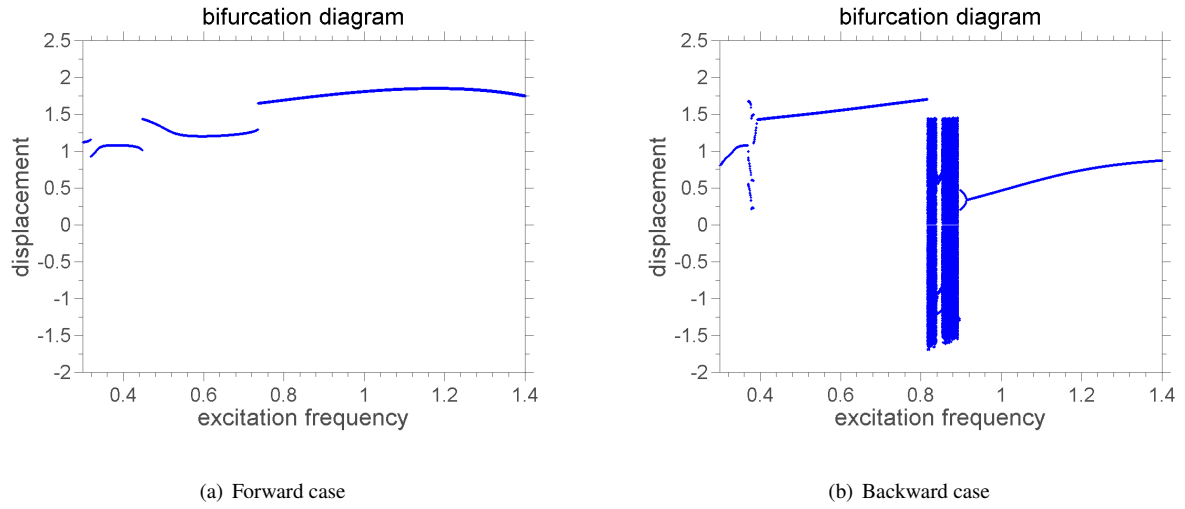 bifurcation diagram
2.5
2
1.5
1
0.5
0
-0.5
-1
-1.5
-2
displacement
0.4 0.6 0.8 1 1.2 1.4
excitation frequency
(a) Forward case
bifurcation diagram
2.5
2
1.5
1
0.5
0
-0.5
-1
-1.5
-2
displacement
0.4 0.6 0.8 1 1.2 1.4
excitation frequency
(b) Backward case